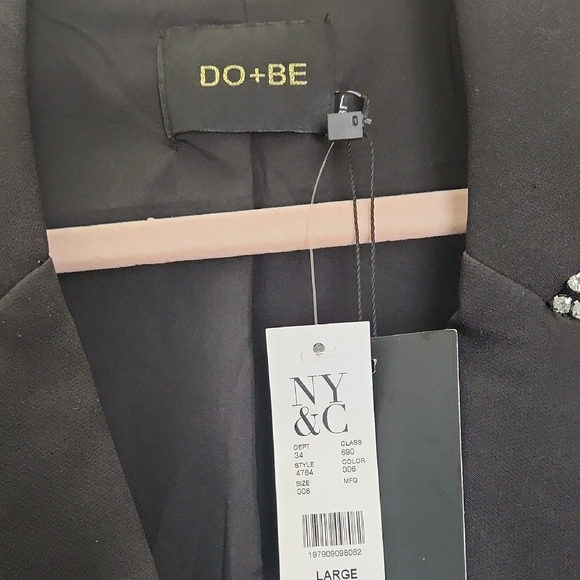 DO+BE
NY
&C
DEPT CLASS
34 690
STYLE COLOR
4764 006
SIZE MFG
008
197909098082
LARGE